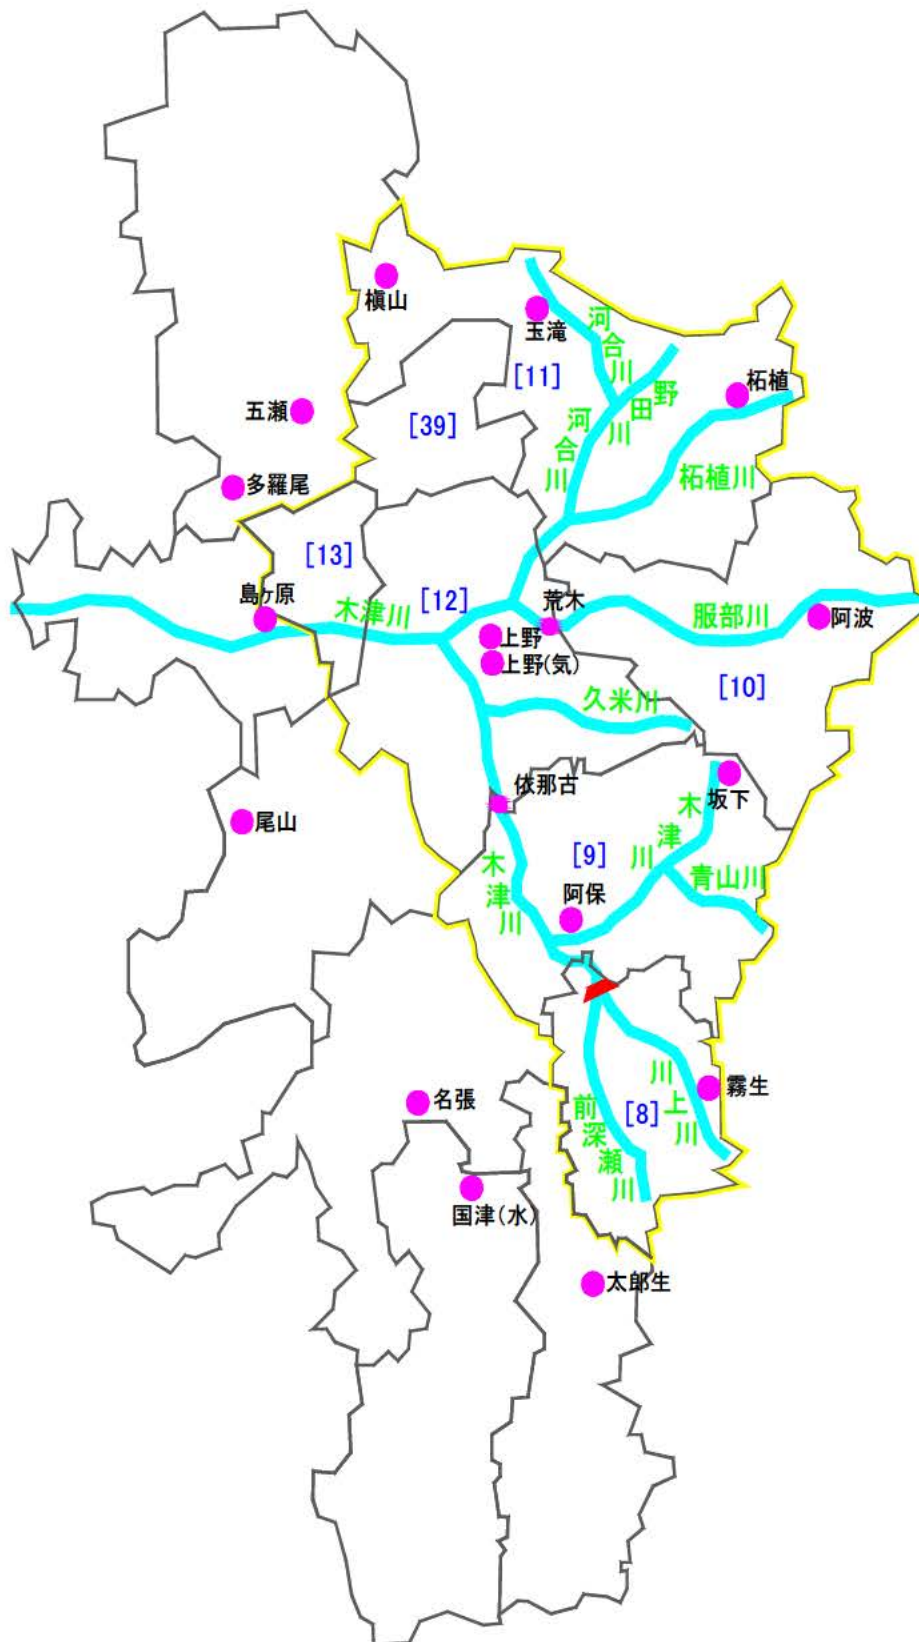 槇山
玉滝
河合川
[11]
野田川
柘植
五瀬
[39]
河合川
柘植川
多羅尾
[13]
島ヶ原
木津川
[12]
荒木
服部川
阿波
上野
上野(気)
[10]
久米川
依那古
坂下
木津川
尾山
木津川
[9]
青山川
阿保
霧生
川上川
名張
前深瀬川
[8]
国津(水)
太郎生